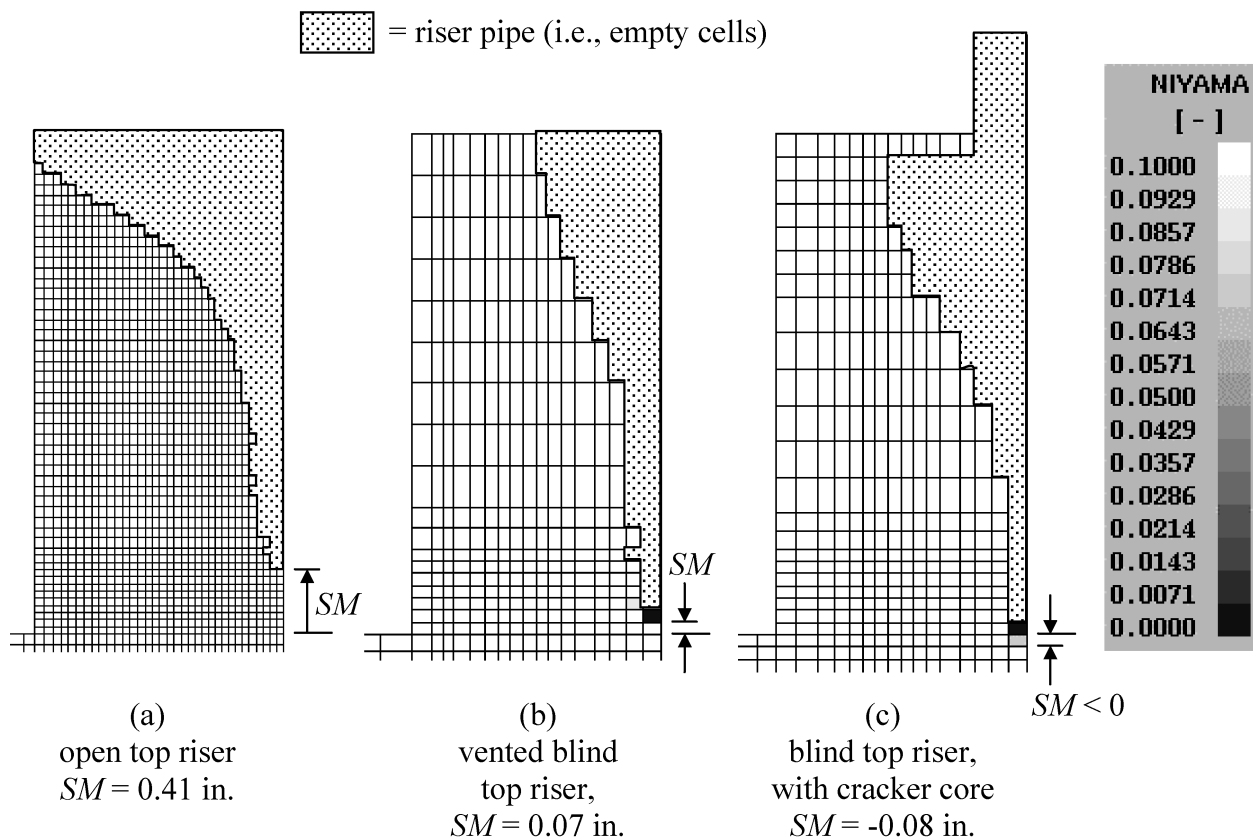 = riser pipe (i.e., empty cells)
NIYAMA
[ - ]
0.1000
0.0929
0.0857
0.0786
0.0714
0.0643
0.0571
0.0500
0.0429
0.0357
0.0286
0.0214
0.0143
0.0071
0.0000
SM
SM
SM < 0
(a)
open top riser
SM = 0.41 in.
(b)
vented blind
top riser,
SM = 0.07 in.
(c)
blind top riser,
with cracker core
SM = -0.08 in.